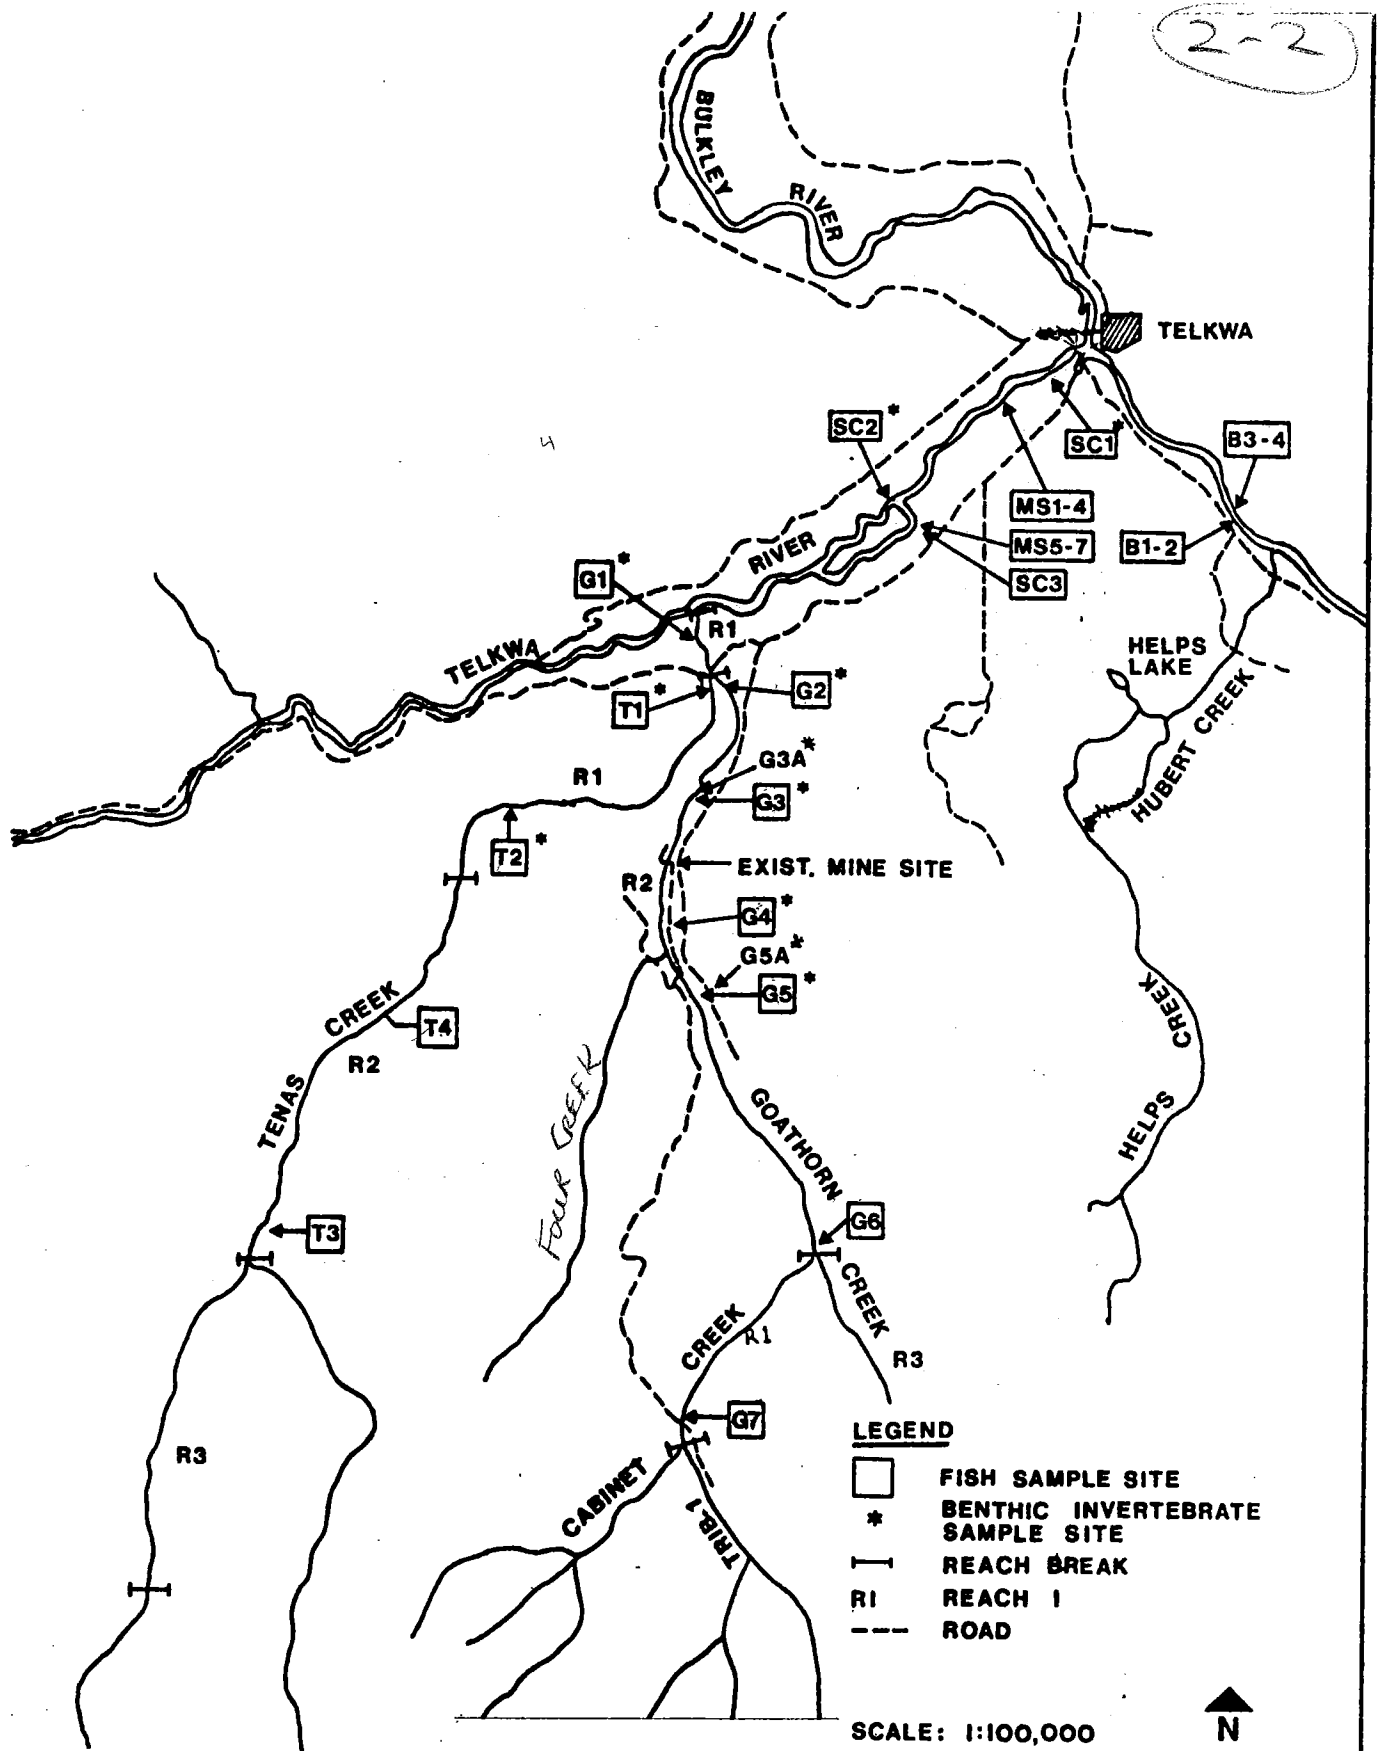 2-2
BULKLEY
RIVER
TELKWA
SC2 *
SC1 *
B3-4
MS1-4
MS5-7
B1-2
SC3
RIVER
G1 *
R1
TELKWA
HELPS
LAKE
G2 *
T1 *
HUBERT CREEK
G3A *
R1
G3 *
T2 *
EXIST. MINE SITE
R2
G4 *
G5A *
G5 *
CREEK
T4
CREEK
R2
TENAS
FOUR CREEK
GOATHORN
HELPS
T3
G6
CREEK
CREEK
R1
R3
G7
R3
CABINET
TRIB.1
LEGEND
FISH SAMPLE SITE
* BENTHIC INVERTEBRATE
SAMPLE SITE
REACH BREAK
R1 REACH 1
ROAD
SCALE: 1:100,000
N